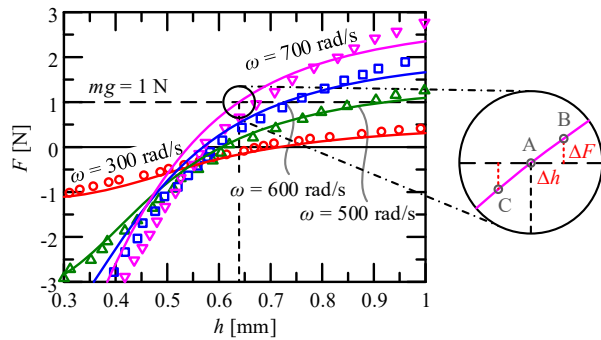 3
2
1
0
-1
-2
-3
F [N]
mg = 1 N
ω = 700 rad/s
ω = 300 rad/s
ω = 600 rad/s
ω = 500 rad/s
0.3 0.4 0.5 0.6 0.7 0.8 0.9 1
h [mm]
A
B
C
ΔF
Δh